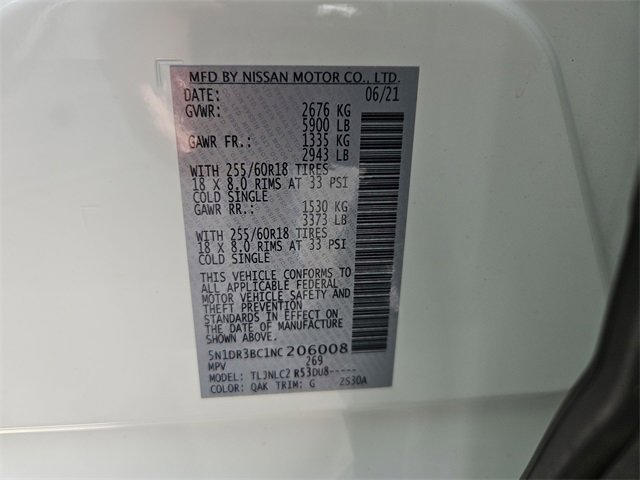 MFD BY NISSAN MOTOR CO., LTD.
DATE: 06/21
GVWR: 2676 KG
5900 LB
GAWR FR.: 1335 KG
2943 LB
WITH 255/60R18 TIRES
18 X 8.0 RIMS AT 33 PSI
COLD SINGLE
GAWR RR.: 1530 KG
3373 LB
WITH 255/60R18 TIRES
18 X 8.0 RIMS AT 33 PSI
COLD SINGLE
THIS VEHICLE CONFORMS TO
ALL APPLICABLE FEDERAL
MOTOR VEHICLE SAFETY AND
THEFT PREVENTION
STANDARDS IN EFFECT ON
THE DATE OF MANUFACTURE
SHOWN ABOVE
5N1DR3BC1NC206008
MPV 269
MODEL: TLJNLC2 R53DU8-----
COLOR: QAK TRIM: G 2S30A